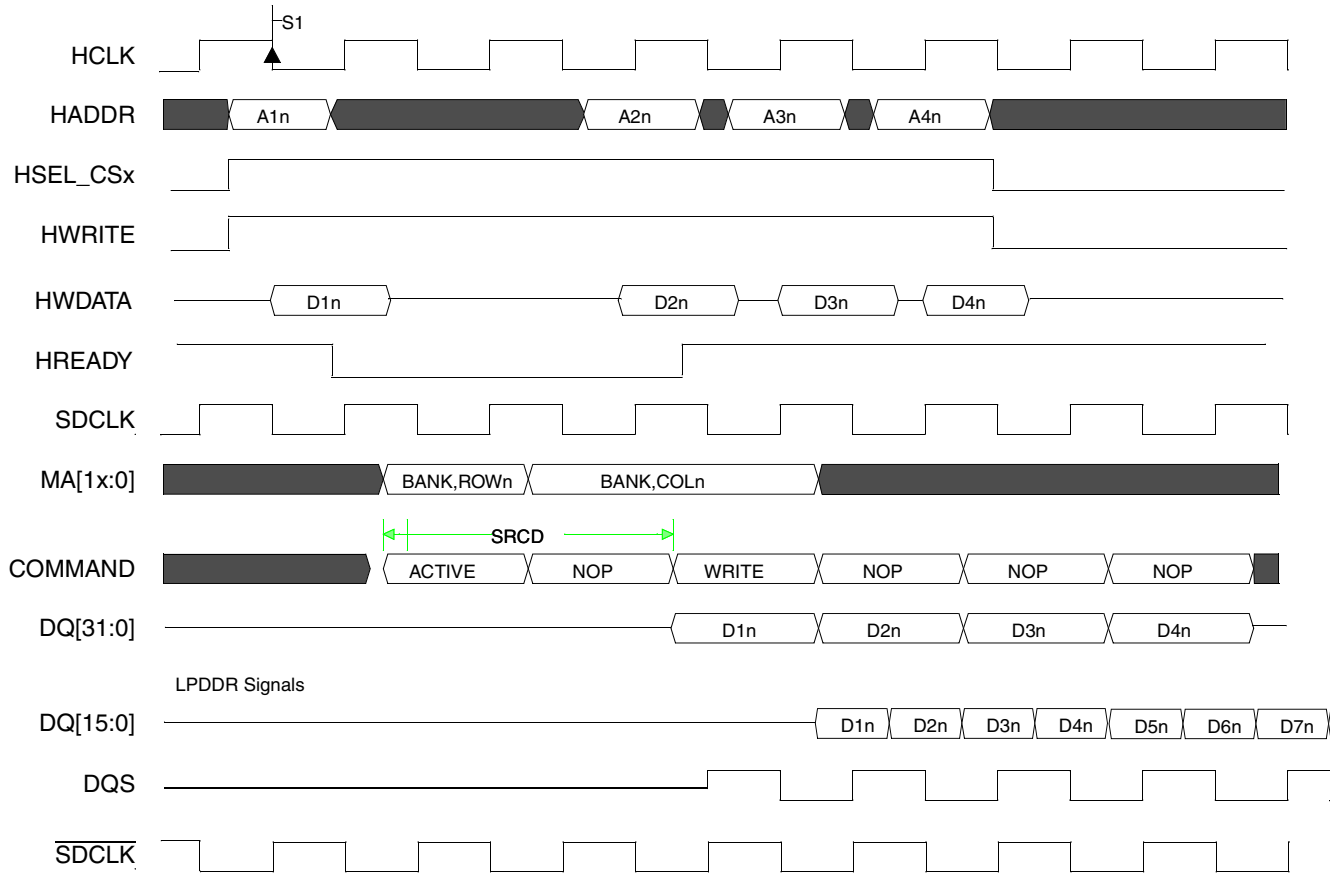 S1
HCLK
HADDR A1n A2n A3n A4n
HSEL_CSx
HWRITE
HWDATA D1n D2n D3n D4n
HREADY
SDCLK
MA[1x:0] BANK,ROWn BANK,COLn
SRCD
COMMAND ACTIVE NOP WRITE NOP NOP NOP
DQ[31:0] D1n D2n D3n D4n
LPDDR Signals
DQ[15:0] D1n D2n D3n D4n D5n D6n D7n
DQS
SDCLK